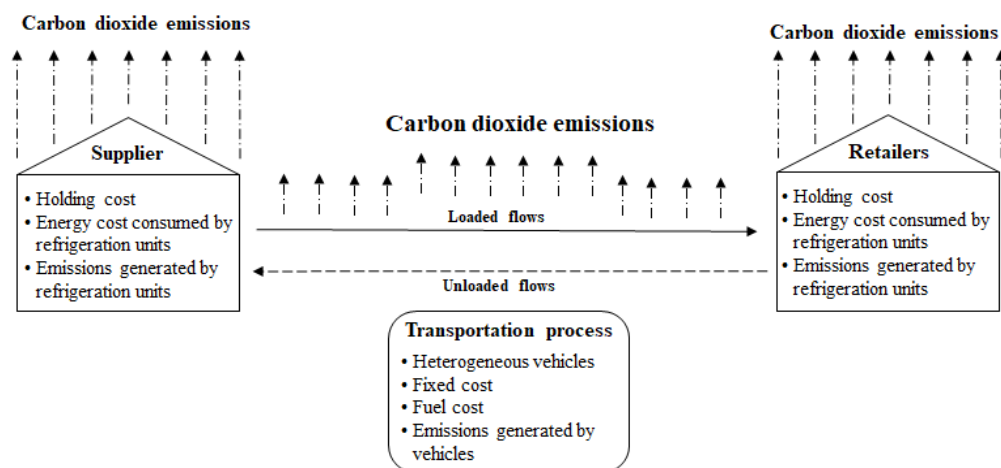 Carbon dioxide emissions
Supplier
• Holding cost
• Energy cost consumed by
refrigeration units
• Emissions generated by
refrigeration units
Carbon dioxide emissions
Loaded flows
Unloaded flows
Transportation process
• Heterogeneous vehicles
• Fixed cost
• Fuel cost
• Emissions generated by
vehicles
Carbon dioxide emissions
Retailers
• Holding cost
• Energy cost consumed by
refrigeration units
• Emissions generated by
refrigeration units